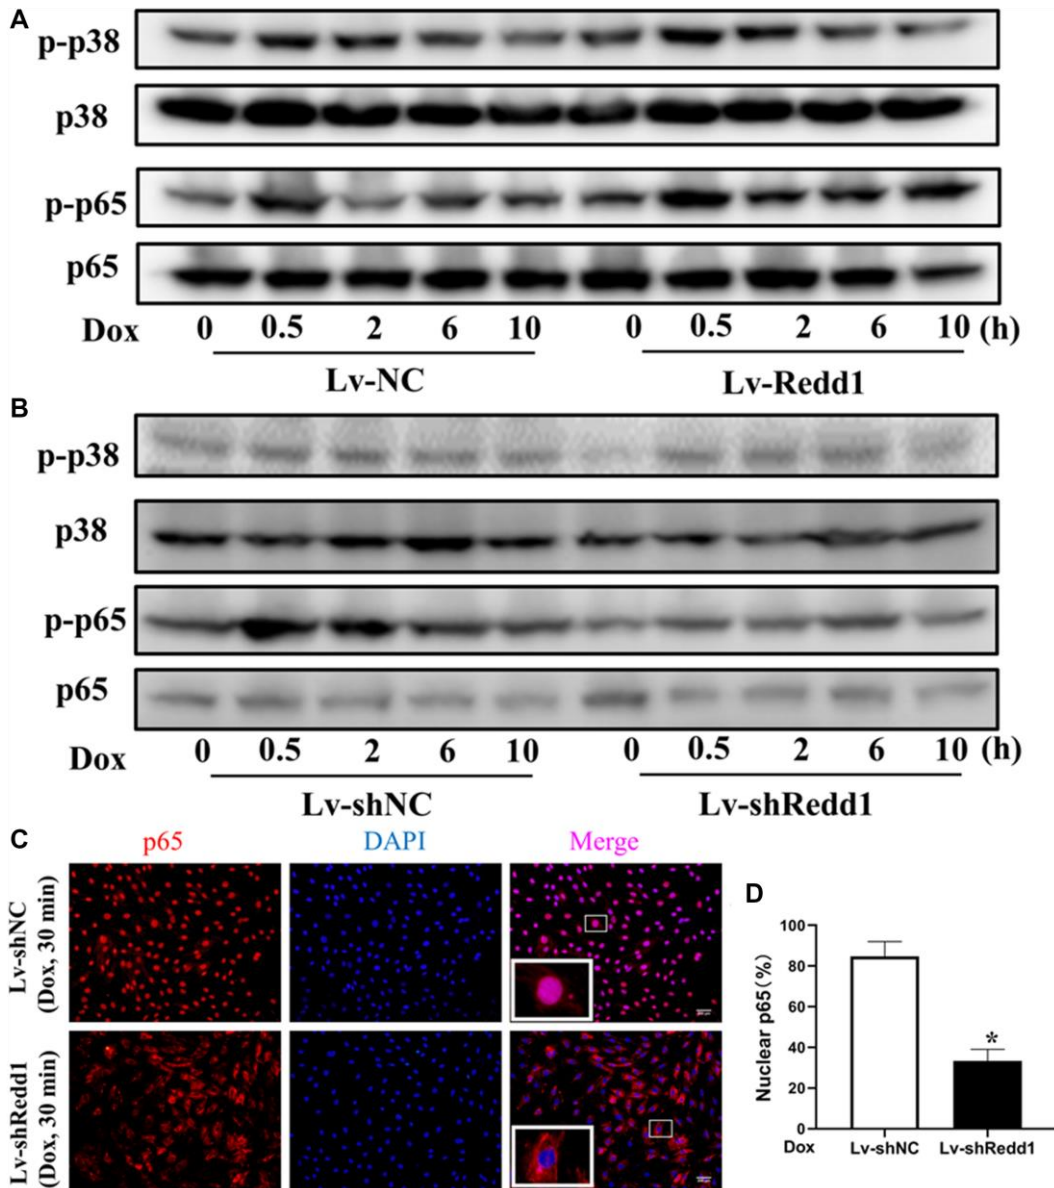 A
p-p38
p38
p-p65
p65
Dox 0 0.5 2 6 10 0 0.5 2 6 10 (h)
Lv-NC Lv-Redd1
B
p-p38
p38
p-p65
p65
Dox 0 0.5 2 6 10 0 0.5 2 6 10 (h)
Lv-shNC Lv-shRedd1
C
p65 DAPI Merge
Lv-shNC
(Dox, 30 min)
Lv-shRedd1
(Dox, 30 min)
D
Nuclear p65(%)
100
80
60
40
20
0
*
Dox Lv-shNC Lv-shRedd1